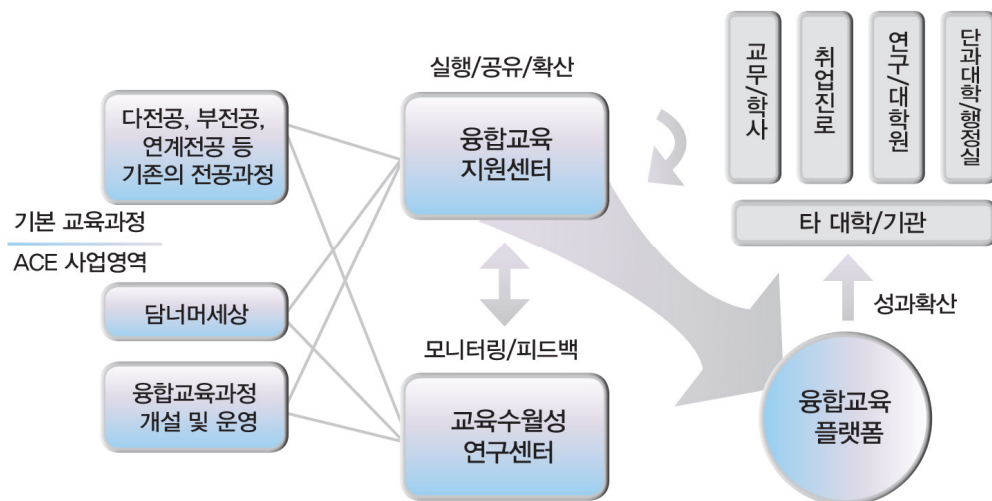 실행/공유/확산
다전공, 부전공,
연계전공 등
기존의 전공과정
융합교육
지원센터
교무/학사
취업진로
연구/대학원
단과대학/행정실
타 대학/기관
기본 교육과정
ACE 사업영역
담너머세상
성과확산
모니터링/피드백
융합교육과정
개설 및 운영
교육수월성
연구센터
융합교육
플랫폼